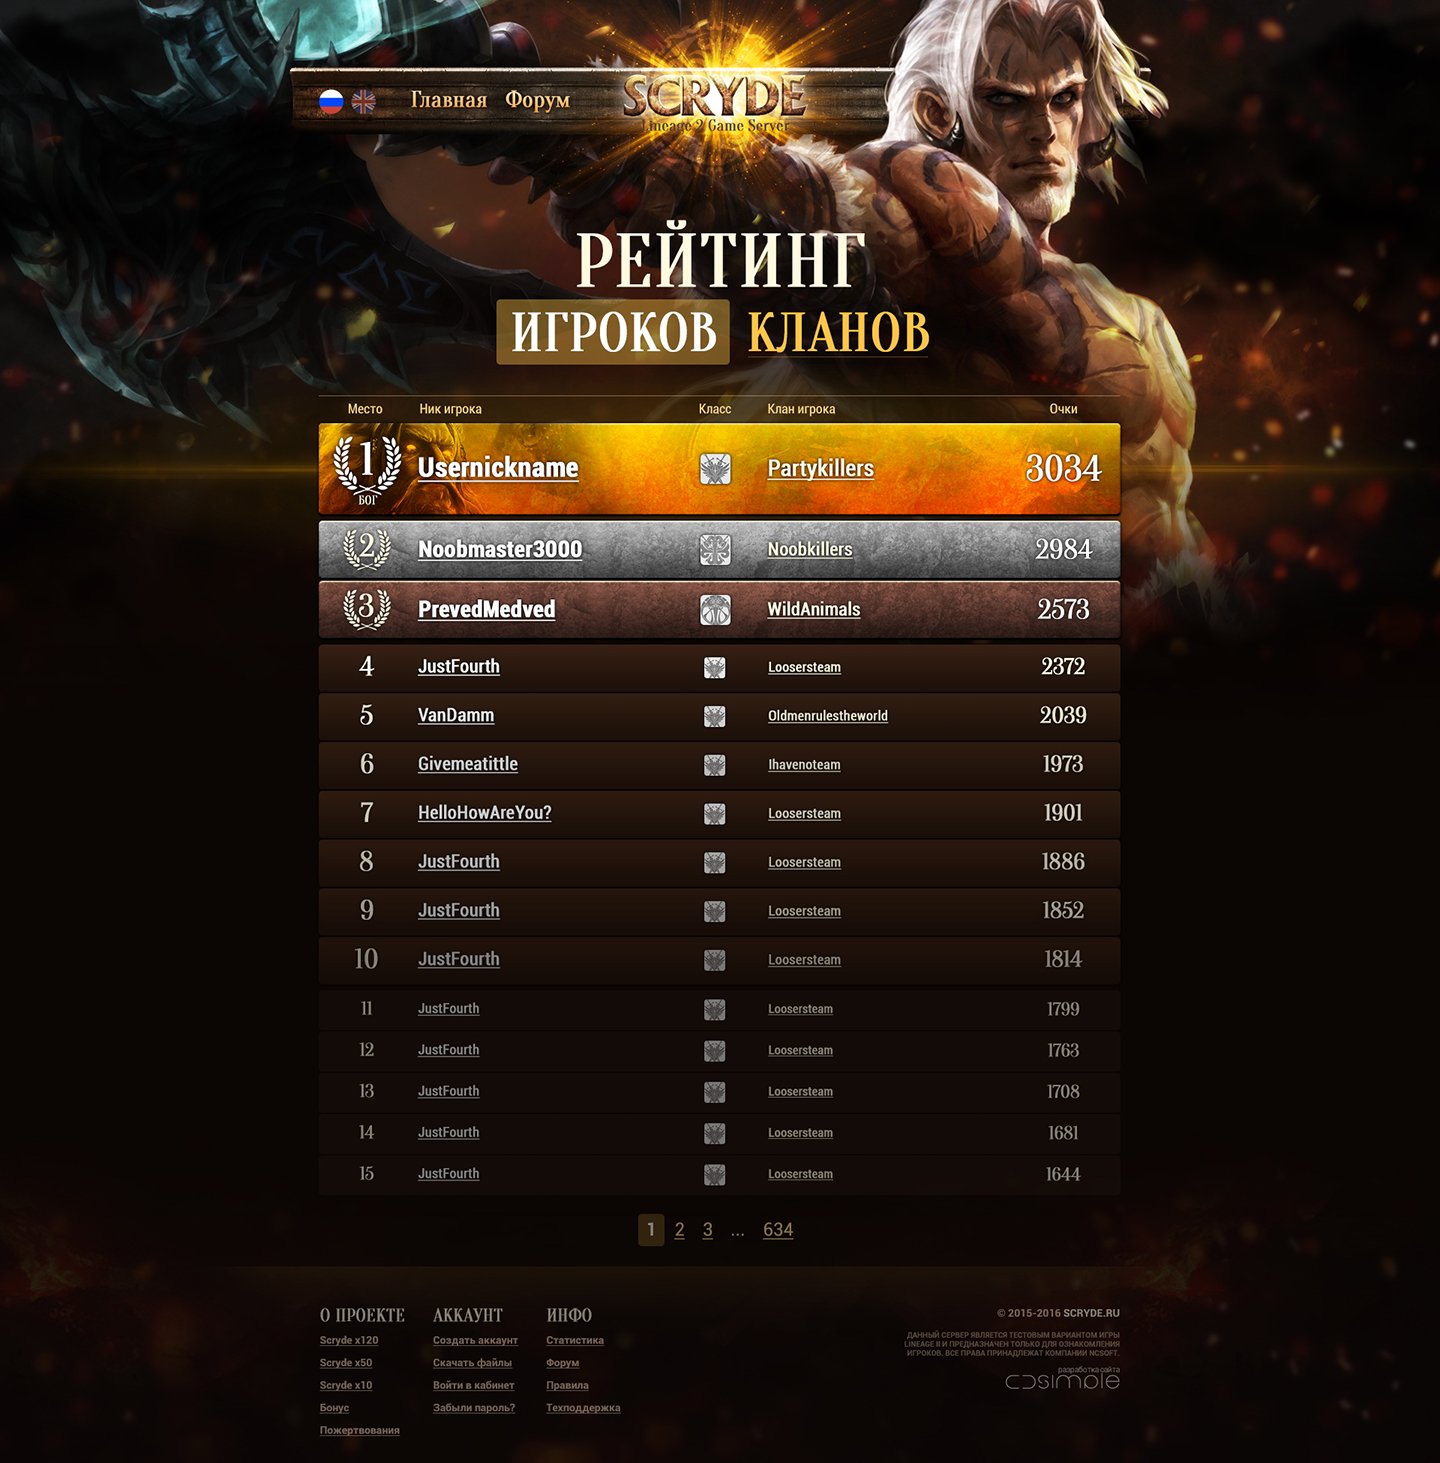 Главная Форум
SCRYDE
Lineage 2 Game Server
РЕЙТИНГ
ИГРОКОВ КЛАНОВ
Место Ник игрока Класс Клан игрока Очки
1 Usernickname Partykillers 3034
БОГ
2 Noobmaster3000 Noobkillers 2984
3 PrevedMedved WildAnimals 2573
4 JustFourth Loosersteam 2372
5 VanDamm Oldmenrulestheworld 2039
6 Givemeatittle Ihavenoteam 1973
7 HelloHowAreYou? Loosersteam 1901
8 JustFourth Loosersteam 1886
9 JustFourth Loosersteam 1852
10 JustFourth Loosersteam 1814
11 JustFourth Loosersteam 1799
12 JustFourth Loosersteam 1763
13 JustFourth Loosersteam 1708
14 JustFourth Loosersteam 1681
15 JustFourth Loosersteam 1644
1 2 3 ... 634
О ПРОЕКТЕ
Scryde x120
Scryde x50
Scryde x10
Бонус
Пожертвования
АККАУНТ
Создать аккаунт
Скачать файлы
Войти в кабинет
Забыли пароль?
ИНФО
Статистика
Форум
Правила
Техподдержка
© 2015-2016 SCRYDE.RU
ДАННЫЙ СЕРВЕР ЯВЛЯЕТСЯ ТЕСТОВЫМ ВАРИАНТОМ ИГРЫ
LINEAGE II И ПРЕДНАЗНАЧЕН ТОЛЬКО ДЛЯ ОЗНАКОМЛЕНИЯ
ИГРОКОВ. ВСЕ ПРАВА ПРИНАДЛЕЖАТ КОМПАНИИ NCSOFT.
разработка сайта